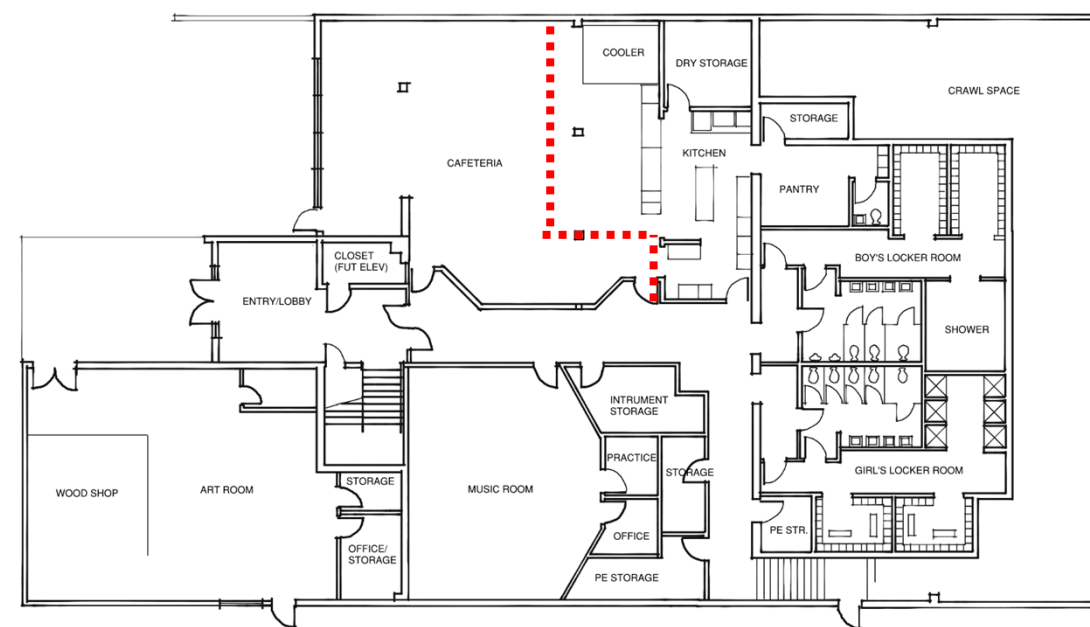 COOLER
DRY STORAGE
CRAWL SPACE
STORAGE
CAFETERIA
KITCHEN
PANTRY
CLOSET
(FUT ELEV)
BOY'S LOCKER ROOM
ENTRY/LOBBY
SHOWER
INTRUMENT
STORAGE
PRACTICE
STORAGE
GIRL'S LOCKER ROOM
WOOD SHOP
ART ROOM
STORAGE
MUSIC ROOM
OFFICE
PE STR.
OFFICE/
STORAGE
PE STORAGE